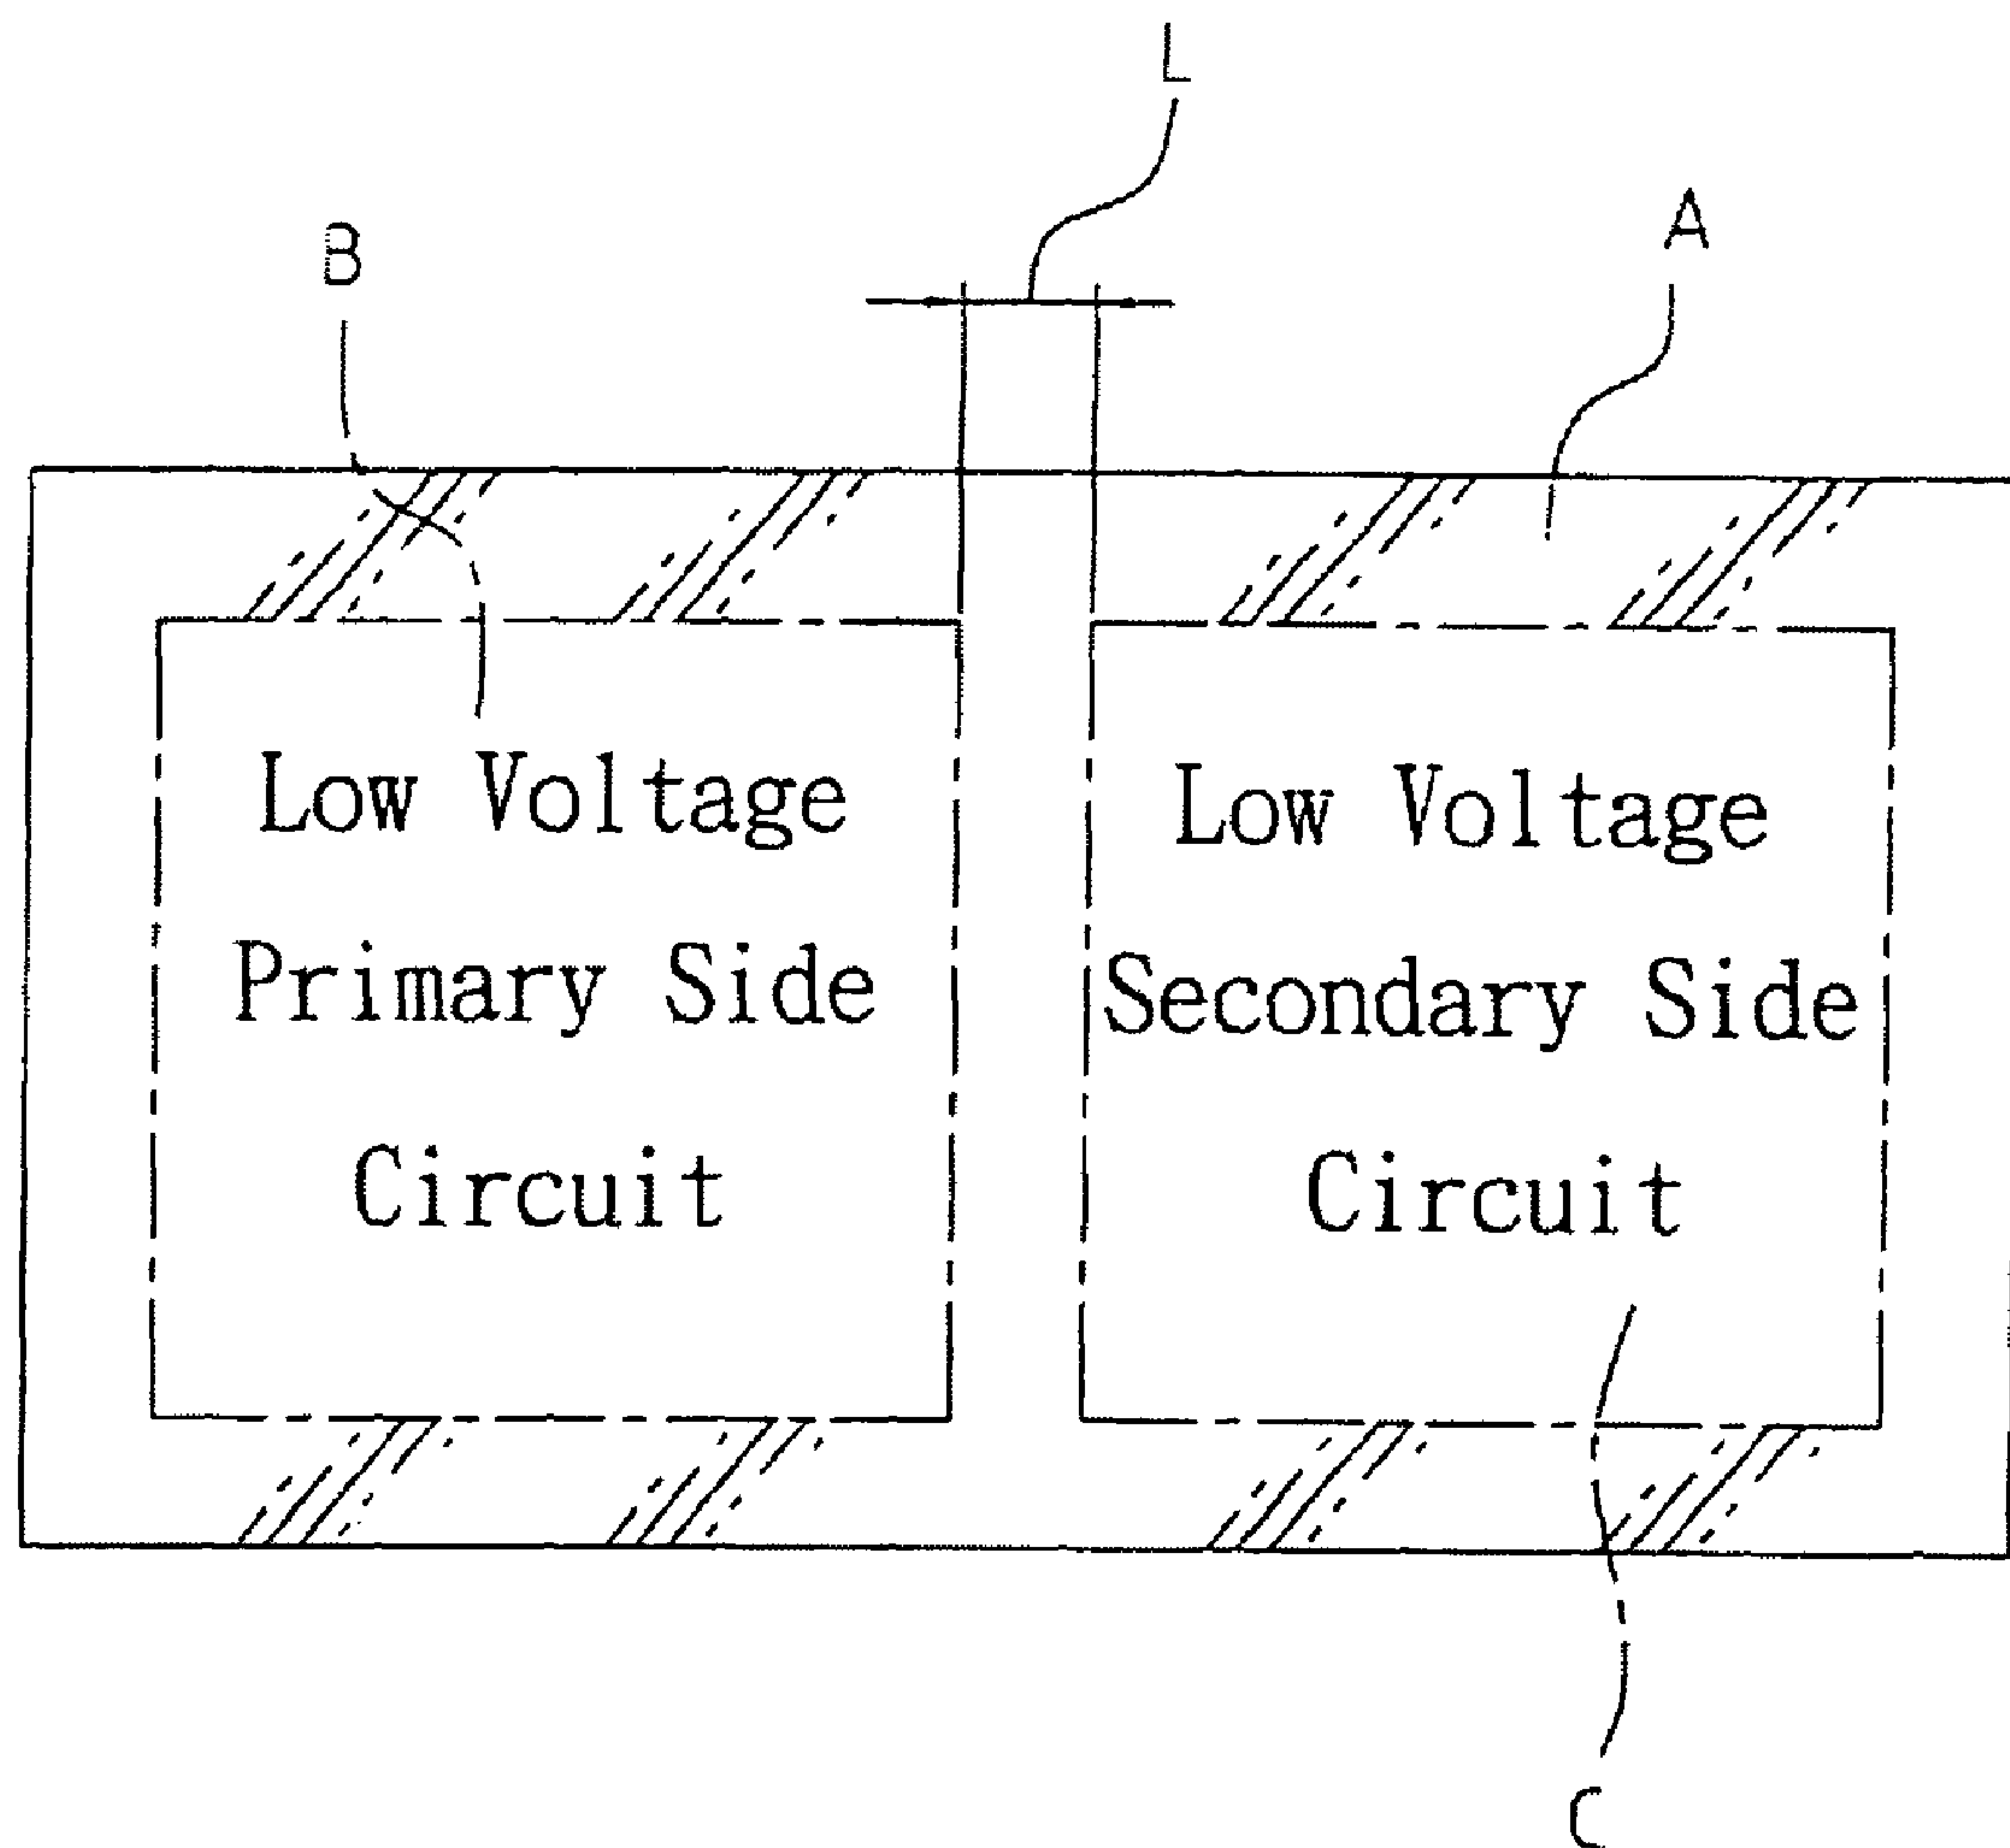 L
B
A
Low Voltage
Primary Side
Circuit
Low Voltage
Secondary Side
Circuit
C